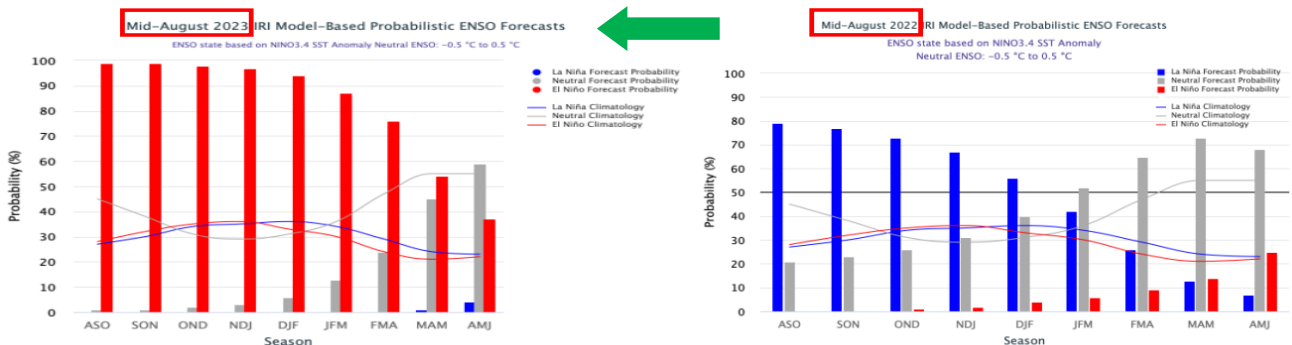 Mid-August 2023 IRI Model-Based Probabilistic ENSO Forecasts
ENSO state based on NINO3.4 SST Anomaly Neutral ENSO: -0.5 °C to 0.5 °C
La Niña Forecast Probability
Neutral Forecast Probability
El Niño Forecast Probability
La Niña Climatology
Neutral Climatology
El Niño Climatology
Probability (%)
100
90
80
70
60
50
40
30
20
10
0
ASO SON OND NDJ DJF JFM FMA MAM AMJ
Season
Mid-August 2022 IRI Model-Based Probabilistic ENSO Forecasts
ENSO state based on NINO3.4 SST Anomaly
Neutral ENSO: -0.5 °C to 0.5 °C
La Niña Forecast Probability
Neutral Forecast Probability
El Niño Forecast Probability
La Niña Climatology
Neutral Climatology
El Niño Climatology
Probability (%)
100
90
80
70
60
50
40
30
20
10
0
ASO SON OND NDJ DJF JFM FMA MAM AMJ
Season